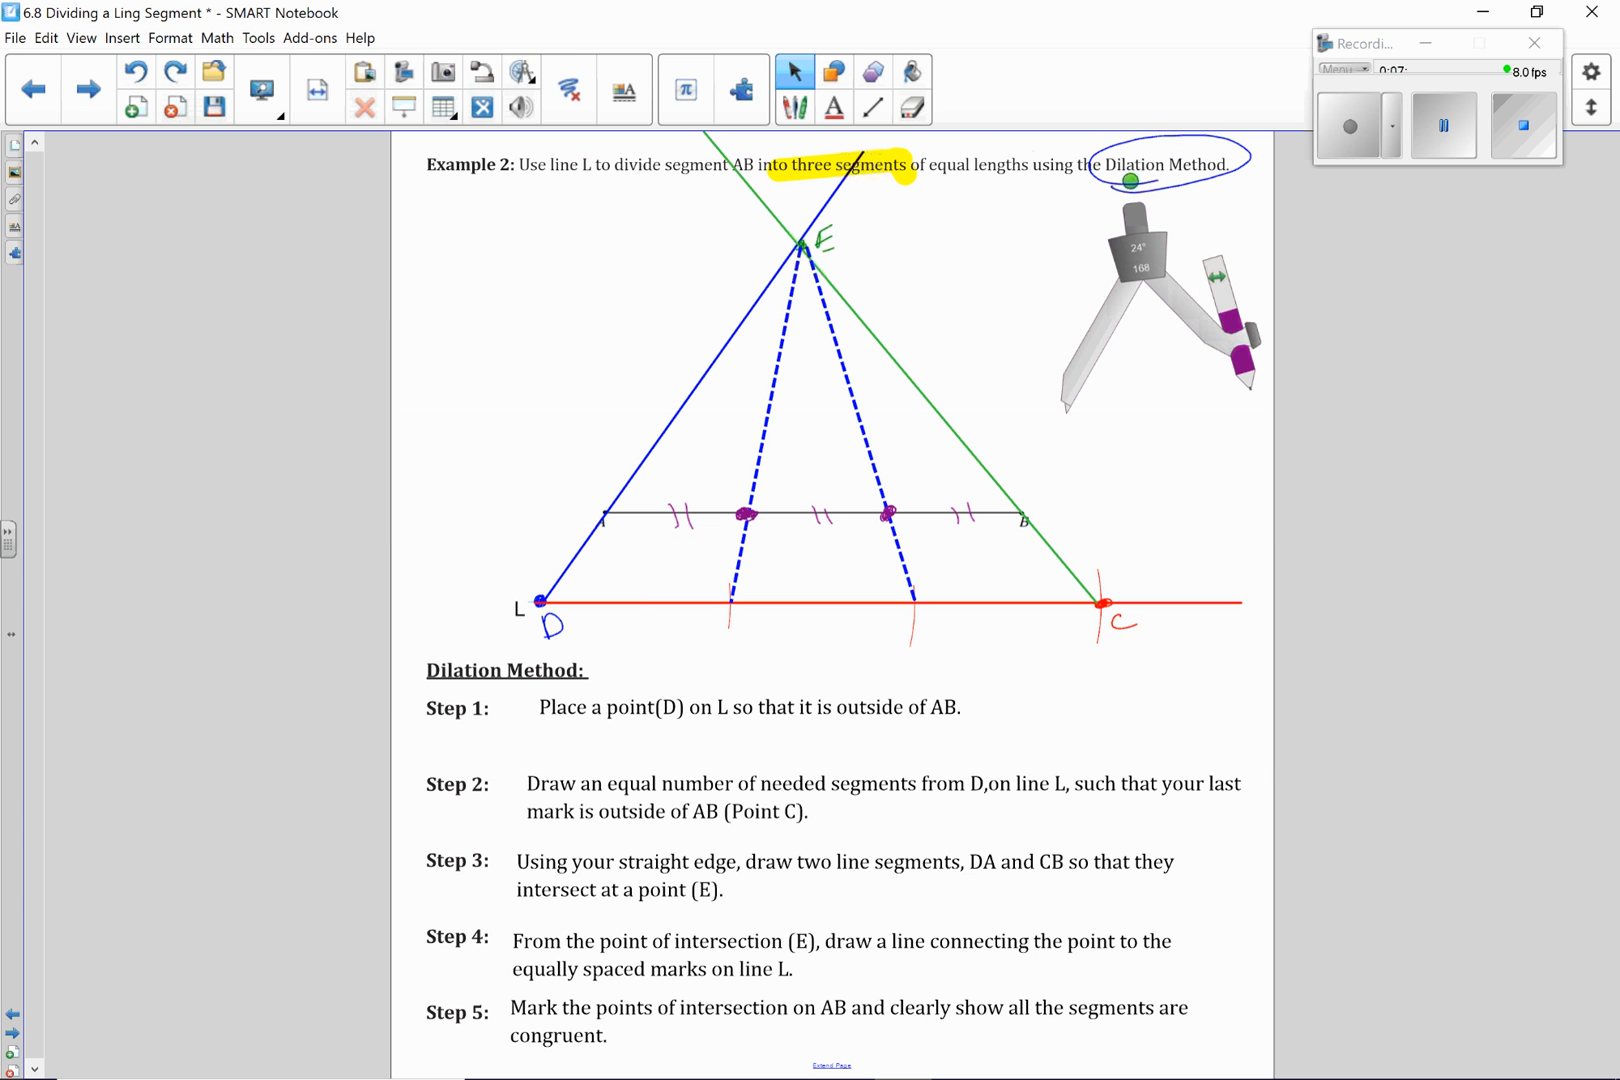 6.8 Dividing a Ling Segment * - SMART Notebook
File Edit View Insert Format Math Tools Add-ons Help
Recordi...
Menu
0:07:
8.0 fps
Example 2: Use line L to divide segment AB into three segments of equal lengths using the Dilation Method.
E
24°
168
A
B
L
D
C
Dilation Method:
Step 1: Place a point(D) on L so that it is outside of AB.
Step 2: Draw an equal number of needed segments from D,on line L, such that your last
mark is outside of AB (Point C).
Step 3: Using your straight edge, draw two line segments, DA and CB so that they
intersect at a point (E).
Step 4: From the point of intersection (E), draw a line connecting the point to the
equally spaced marks on line L.
Step 5: Mark the points of intersection on AB and clearly show all the segments are
congruent.
Extend Page